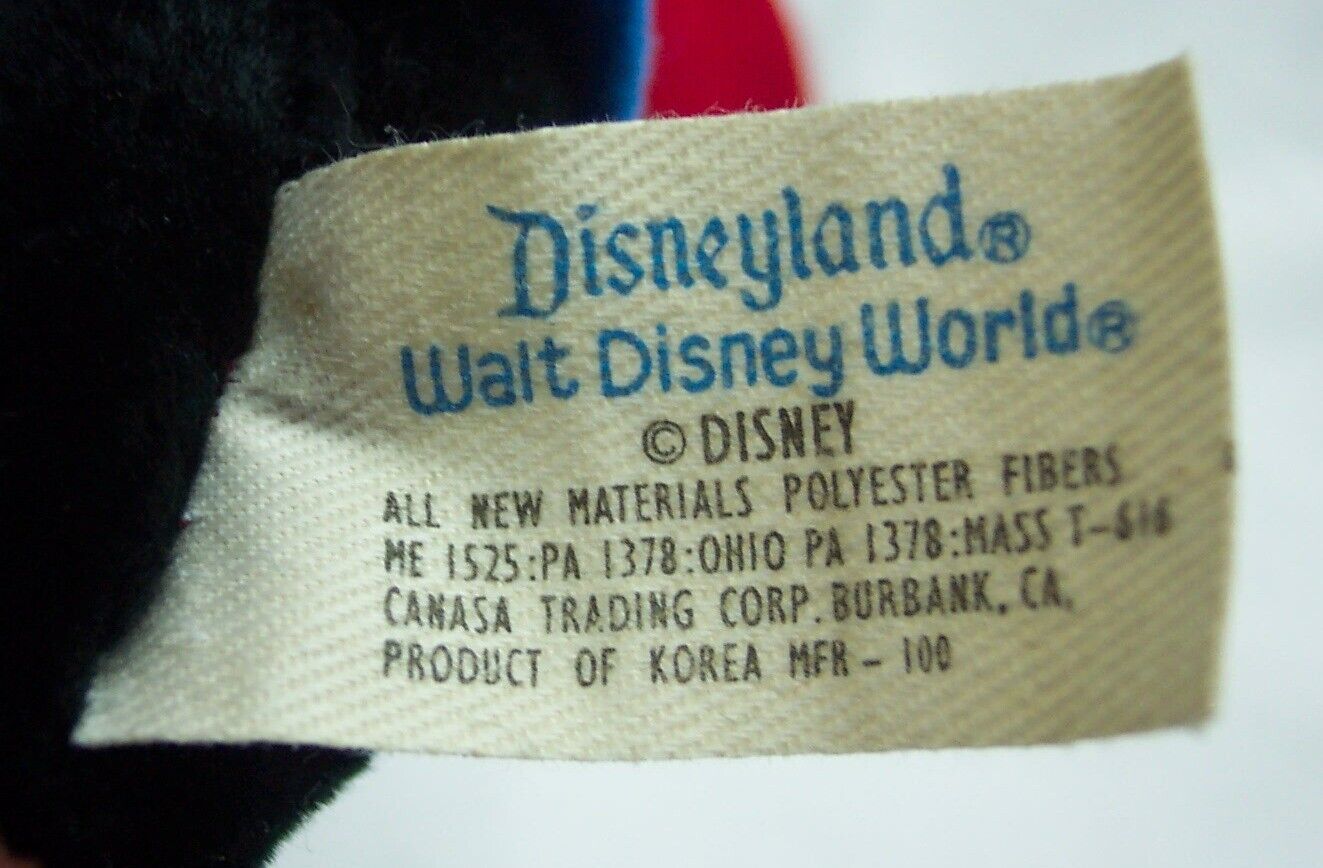 Disneyland®
Walt Disney World®
© DISNEY
ALL NEW MATERIALS POLYESTER FIBERS
ME 1525:PA 1378:OHIO PA 1378:MASS T-616
CANASA TRADING CORP. BURBANK, CA,
PRODUCT OF KOREA MFR - 100